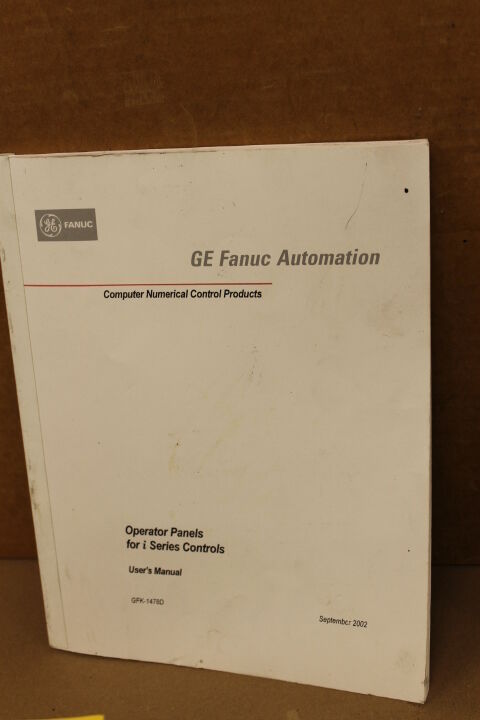 GE FANUC
GE Fanuc Automation
Computer Numerical Control Products
Operator Panels
for i Series Controls
User's Manual
GFK-1478D
September 2002